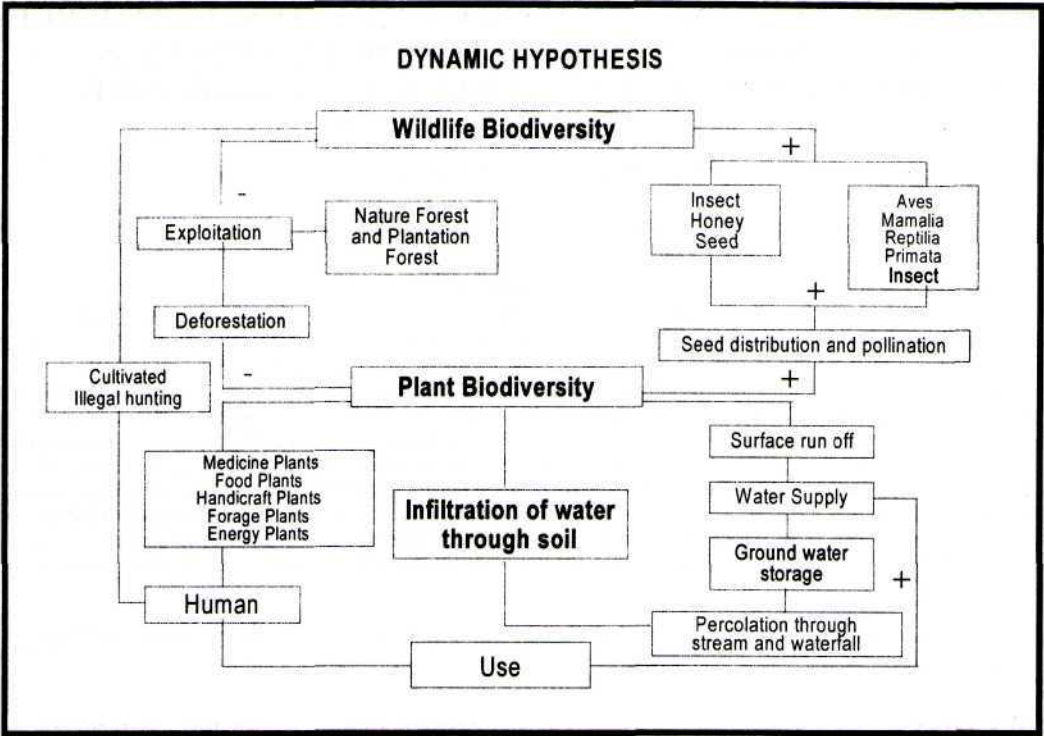 DYNAMIC HYPOTHESIS
Wildlife Biodiversity
+
-
Insect
Honey
Seed
Aves
Mamalia
Reptilia
Primata
Insect
Exploitation
Nature Forest
and Plantation
Forest
+
Deforestation
Seed distribution and pollination
Cultivated
Illegal hunting
-
Plant Biodiversity
+
Surface run off
Medicine Plants
Food Plants
Handicraft Plants
Forage Plants
Energy Plants
Infiltration of water
through soil
Water Supply
Ground water
storage
+
Human
Percolation through
stream and waterfall
Use